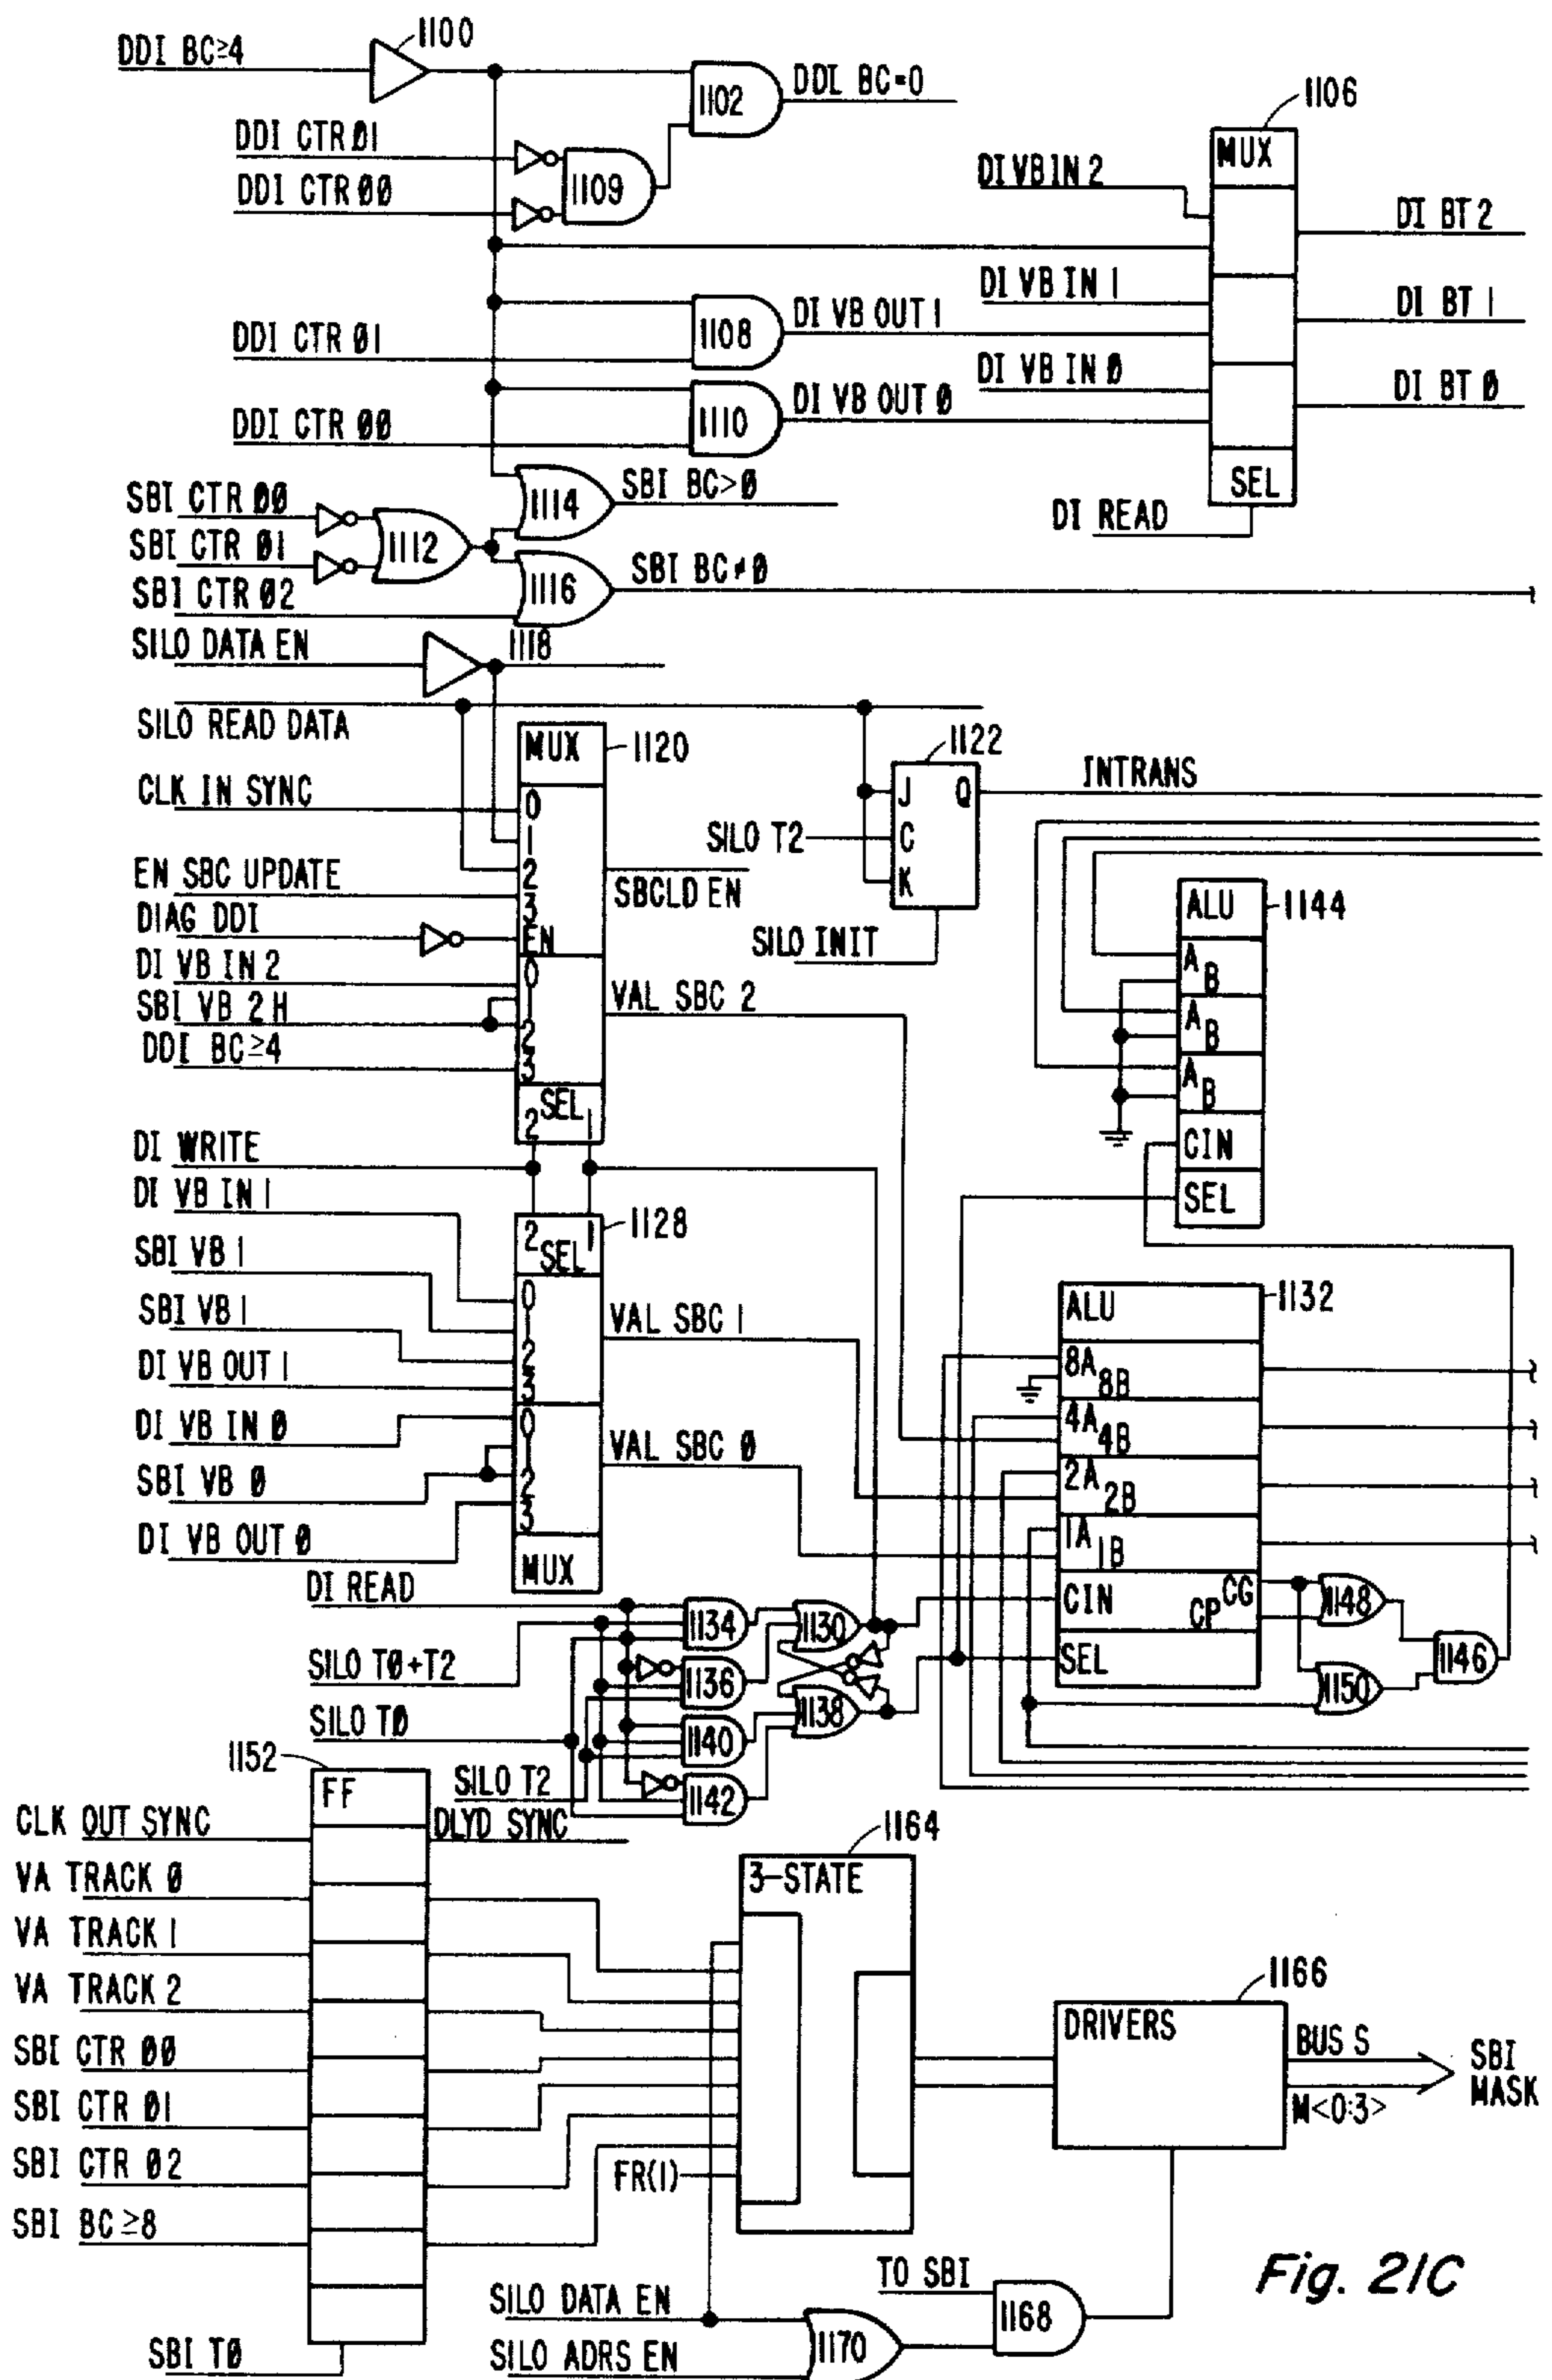 DDI BC≥4
1100
1102
DDL BC=0
1106
DDI CTR Ø1
DDI CTR ØØ
1109
MUX
DI VB IN 2
DI BT 2
DI VB IN 1
DI BT 1
DDI CTR Ø1
1108
DI VB OUT 1
DI VB IN Ø
DI BT Ø
DDI CTR ØØ
1110
DI VB OUT Ø
SEL
DI READ
SBI CTR ØØ
SBI CTR Ø1
1112
1114
SBI BC>Ø
SBI CTR Ø2
1116
SBI BC≠Ø
SILO DATA EN
1118
SILO READ DATA
MUX
1120
1122
INTRANS
CLK IN SYNC
0
1
2
3
EN
J Q
C
K
SILO T2
EN SBC UPDATE
SBCLD EN
DIAG DDI
SILO INIT
ALU
1144
A B
A B
A B
CIN
SEL
DI VB IN 2
SBI VB 2 H
DDI BC≥4
0
1
2
3
VAL SBC 2
2 SEL 1
DI WRITE
DI VB IN 1
SBI VB 1
SBI VB 1
DI VB OUT 1
DI VB IN Ø
SBI VB Ø
DI VB OUT Ø
2 SEL 1
1128
0
1
2
3
VAL SBC 1
0
1
2
3
VAL SBC Ø
MUX
ALU
1132
8A 8B
4A 4B
2A 2B
1A 1B
CIN
CP CG
SEL
1148
1146
1150
DI READ
SILO TØ+T2
SILO TØ
SILO T2
1134
1130
1136
1138
1140
1142
1152
FF
CLK OUT SYNC
DLYD SYNC
VA TRACK Ø
VA TRACK 1
VA TRACK 2
SBI CTR ØØ
SBI CTR Ø1
SBI CTR Ø2
SBI BC ≥8
SBI TØ
1164
3-STATE
FR(1)
1166
DRIVERS
BUS S
M<0:3>
SBI
MASK
TO SBI
1168
SILO DATA EN
SILO ADRS EN
1170
Fig. 21C